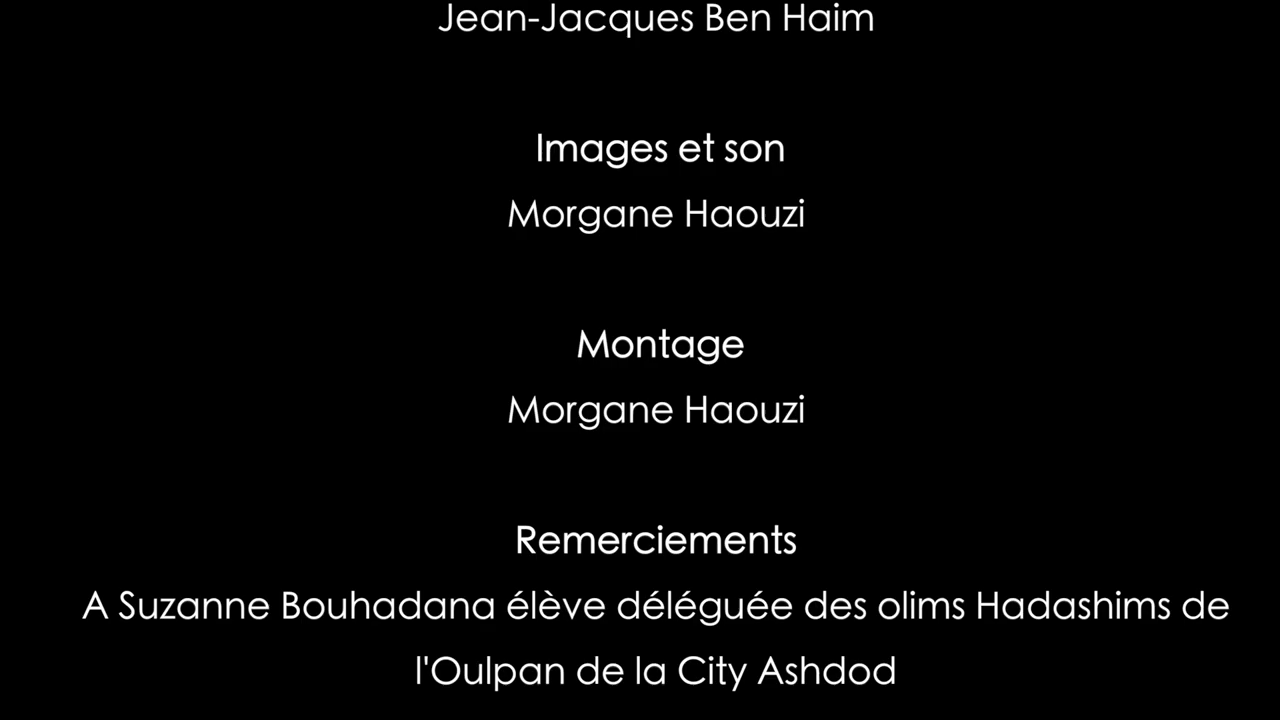 Jean-Jacques Ben Haim
Images et son
Morgane Haouzi
Montage
Morgane Haouzi
Remerciements
A Suzanne Bouhadana élève déléguée des olims Hadashims de
l'Oulpan de la City Ashdod